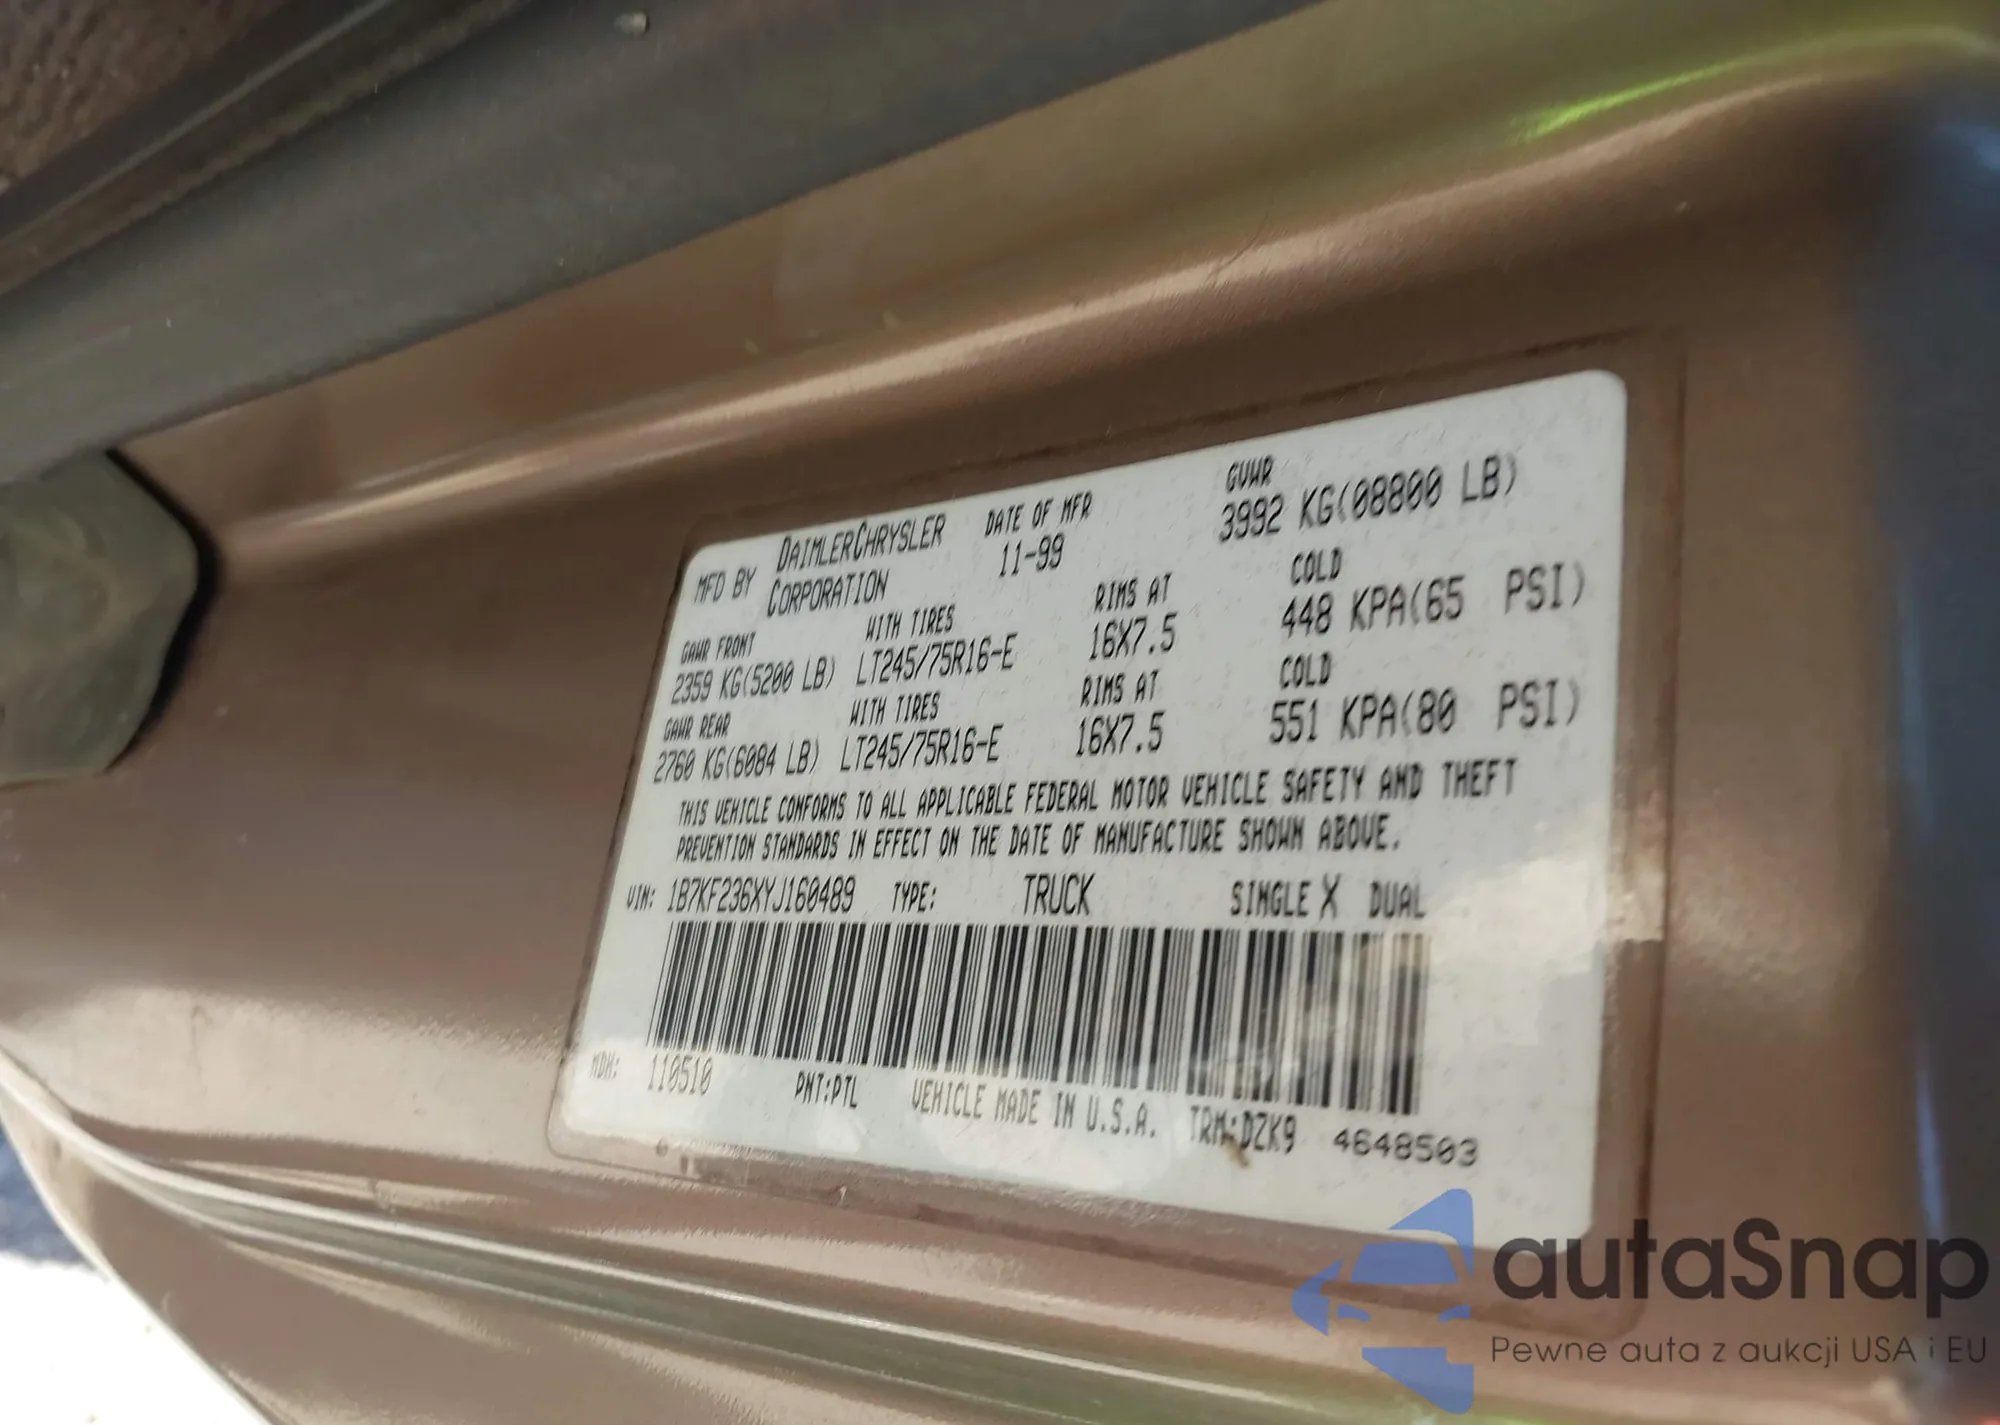 MFD BY DAIMLERCHRYSLER CORPORATION DATE OF MFR 11-99 GVWR 3992 KG(08800 LB)
GAWR FRONT WITH TIRES RIMS AT COLD
2359 KG(5200 LB) LT245/75R16-E 16X7.5 448 KPA(65 PSI)
GAWR REAR WITH TIRES RIMS AT COLD
2760 KG(6084 LB) LT245/75R16-E 16X7.5 551 KPA(80 PSI)
THIS VEHICLE CONFORMS TO ALL APPLICABLE FEDERAL MOTOR VEHICLE SAFETY AND THEFT
PREVENTION STANDARDS IN EFFECT ON THE DATE OF MANUFACTURE SHOWN ABOVE.
VIN: 1B7KF236XYJ160489 TYPE: TRUCK SINGLE X DUAL
MDH: 110510 PNT:PTL VEHICLE MADE IN U.S.A. TRM:DZK9 4648503
autaSnap
Pewne auta z aukcji USA i EU